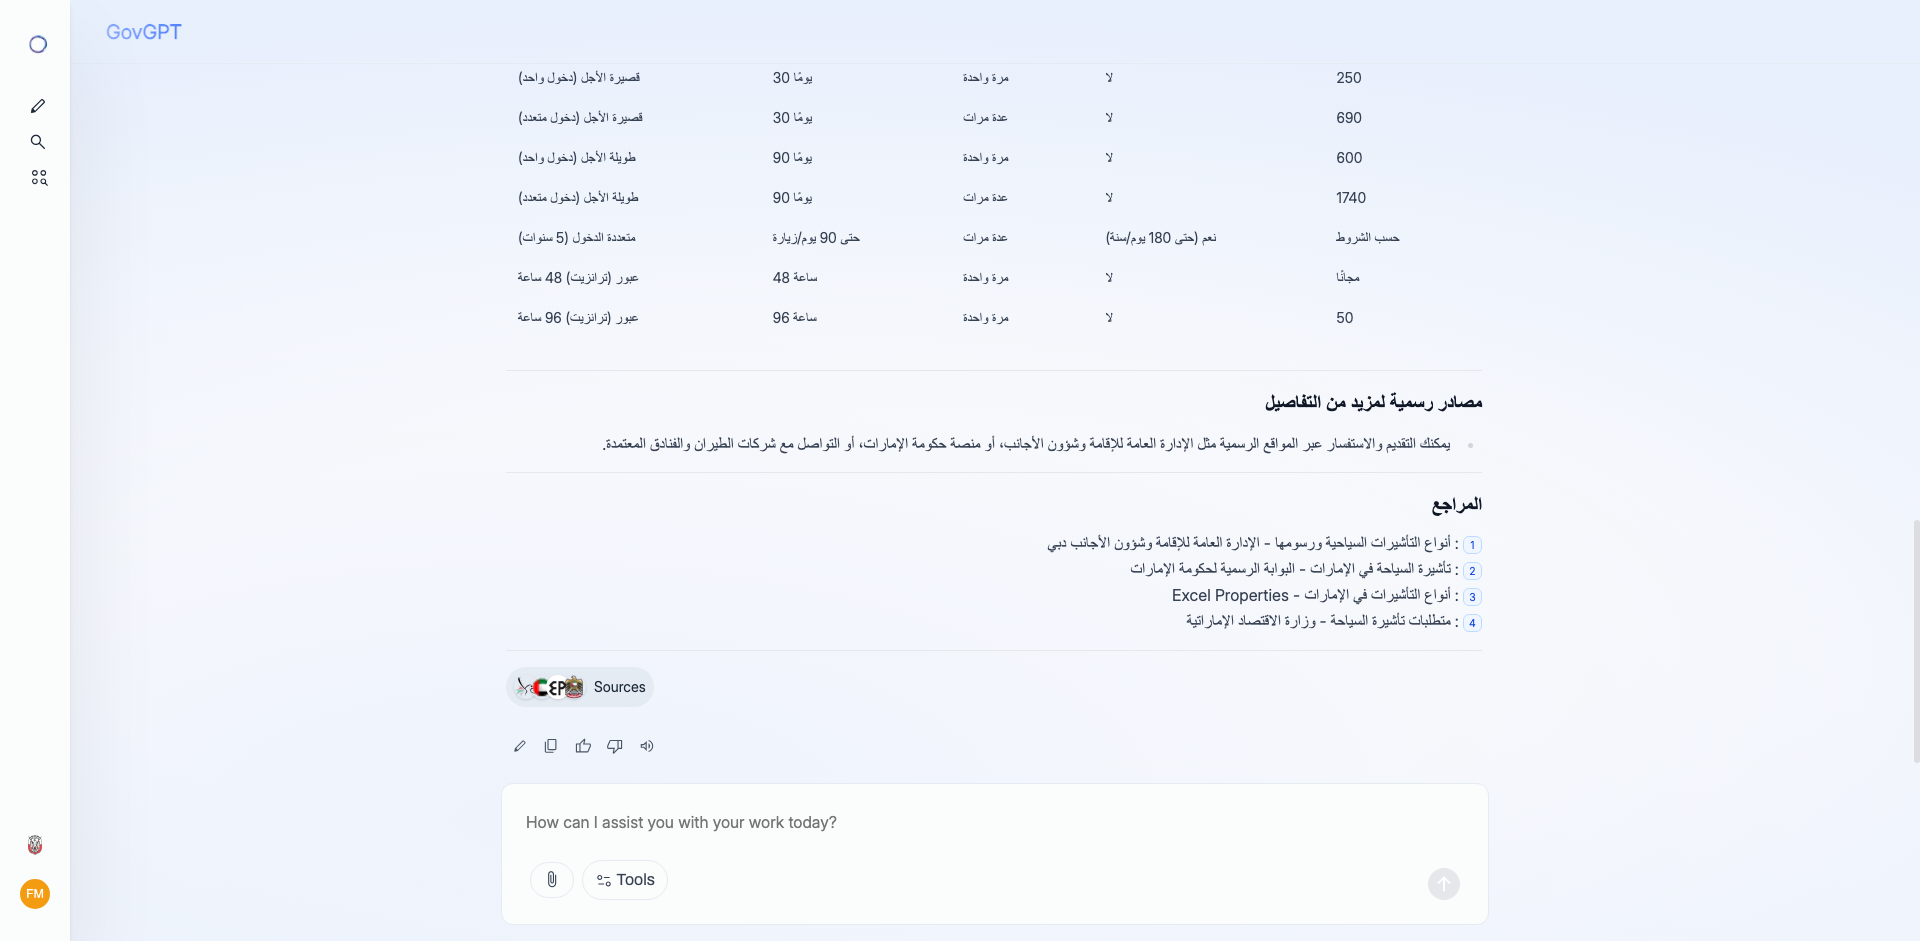 GovGPT
قصيرة الأجل (دخول واحد) 30 يومًا مرة واحدة لا 250
قصيرة الأجل (دخول متعدد) 30 يومًا عدة مرات لا 690
طويلة الأجل (دخول واحد) 90 يومًا مرة واحدة لا 600
طويلة الأجل (دخول متعدد) 90 يومًا عدة مرات لا 1740
متعددة الدخول (5 سنوات) حتى 90 يوم/زيارة عدة مرات نعم (حتى 180 يوم/سنة) حسب الشروط
عبور (ترانزيت) 48 ساعة 48 ساعة مرة واحدة لا مجانًا
عبور (ترانزيت) 96 ساعة 96 ساعة مرة واحدة لا 50
مصادر رسمية لمزيد من التفاصيل
يمكنك التقديم والاستفسار عبر المواقع الرسمية مثل الإدارة العامة للإقامة وشؤون الأجانب، أو منصة حكومة الإمارات، أو التواصل مع شركات الطيران والفنادق المعتمدة.
المراجع
1 : أنواع التأشيرات السياحية ورسومها - الإدارة العامة للإقامة وشؤون الأجانب دبي
2 : تأشيرة السياحة في الإمارات - البوابة الرسمية لحكومة الإمارات
3 : أنواع التأشيرات في الإمارات - Excel Properties
4 : متطلبات تأشيرة السياحة - وزارة الاقتصاد الإماراتية
Sources
How can I assist you with your work today?
Tools
FM